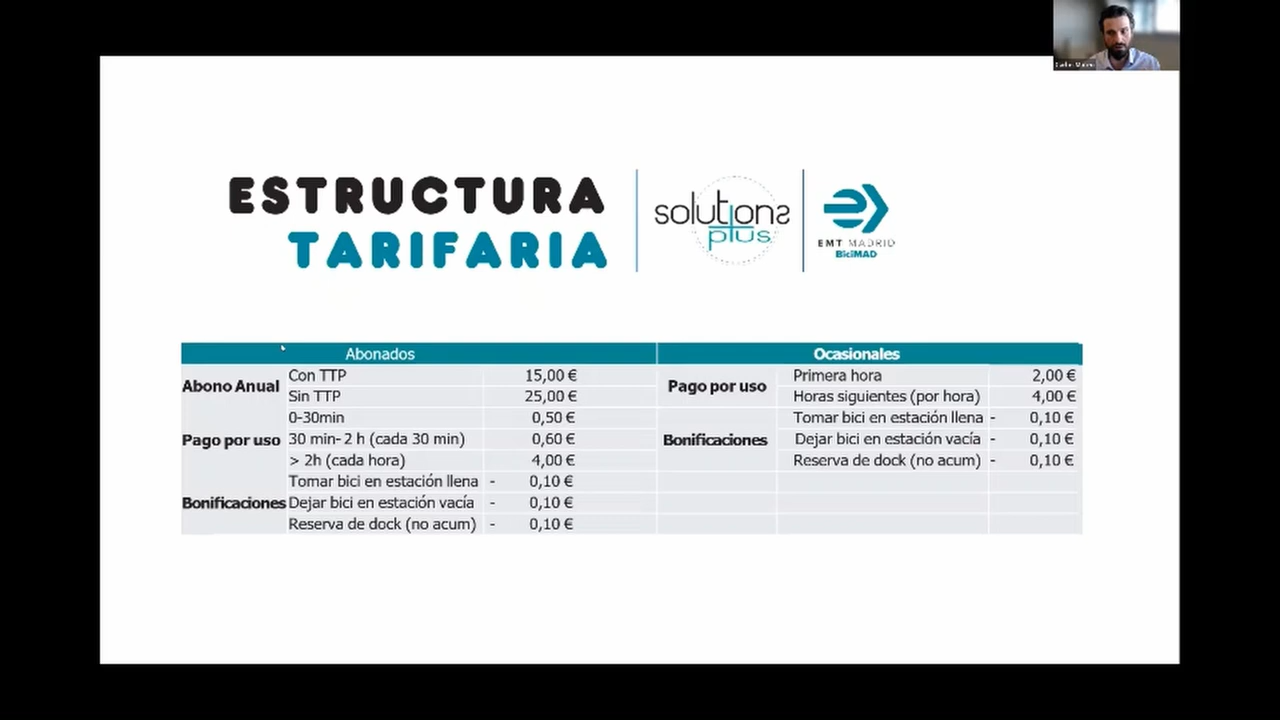 ESTRUCTURA
TARIFARIA
solutions
plus
EMT MADRID
BiciMAD
Abonados Ocasionales
Abono Anual Con TTP 15,00 € Pago por uso Primera hora 2,00 €
Sin TTP 25,00 € Horas siguientes (por hora) 4,00 €
Pago por uso 0-30min 0,50 € Bonificaciones Tomar bici en estación llena - 0,10 €
30 min- 2 h (cada 30 min) 0,60 € Dejar bici en estación vacía - 0,10 €
> 2h (cada hora) 4,00 € Reserva de dock (no acum) - 0,10 €
Bonificaciones Tomar bici en estación llena - 0,10 €
Dejar bici en estación vacía - 0,10 €
Reserva de dock (no acum) - 0,10 €